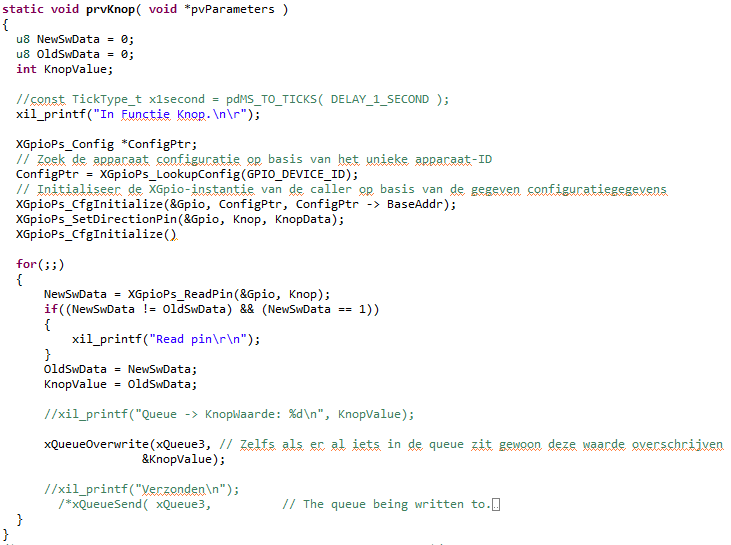 static void prvKnop( void *pvParameters )
{
u8 NewSwData = 0;
u8 OldSwData = 0;
int KnopValue;
//const TickType_t x1second = pdMS_TO_TICKS( DELAY_1_SECOND );
xil_printf("In Functie Knop.\n\r");
XGpioPs_Config *ConfigPtr;
// Zoek de apparaat configuratie op basis van het unieke apparaat-ID
ConfigPtr = XGpioPs_LookupConfig(GPIO_DEVICE_ID);
// Initialiseer de XGpio-instantie van de caller op basis van de gegeven configuratiegegevens
XGpioPs_CfgInitialize(&Gpio, ConfigPtr, ConfigPtr -> BaseAddr);
XGpioPs_SetDirectionPin(&Gpio, Knop, KnopData);
XGpioPs_CfgInitialize()
for(;;)
{
NewSwData = XGpioPs_ReadPin(&Gpio, Knop);
if((NewSwData != OldSwData) && (NewSwData == 1))
{
xil_printf("Read pin\r\n");
}
OldSwData = NewSwData;
KnopValue = OldSwData;
//xil_printf("Queue -> KnopWaarde: %d\n", KnopValue);
xQueueOverwrite(xQueue3, // Zelfs als er al iets in de queue zit gewoon deze waarde overschrijven
&KnopValue);
//xil_printf("Verzonden\n");
/*xQueueSend( xQueue3, // The queue being written to.
}
}